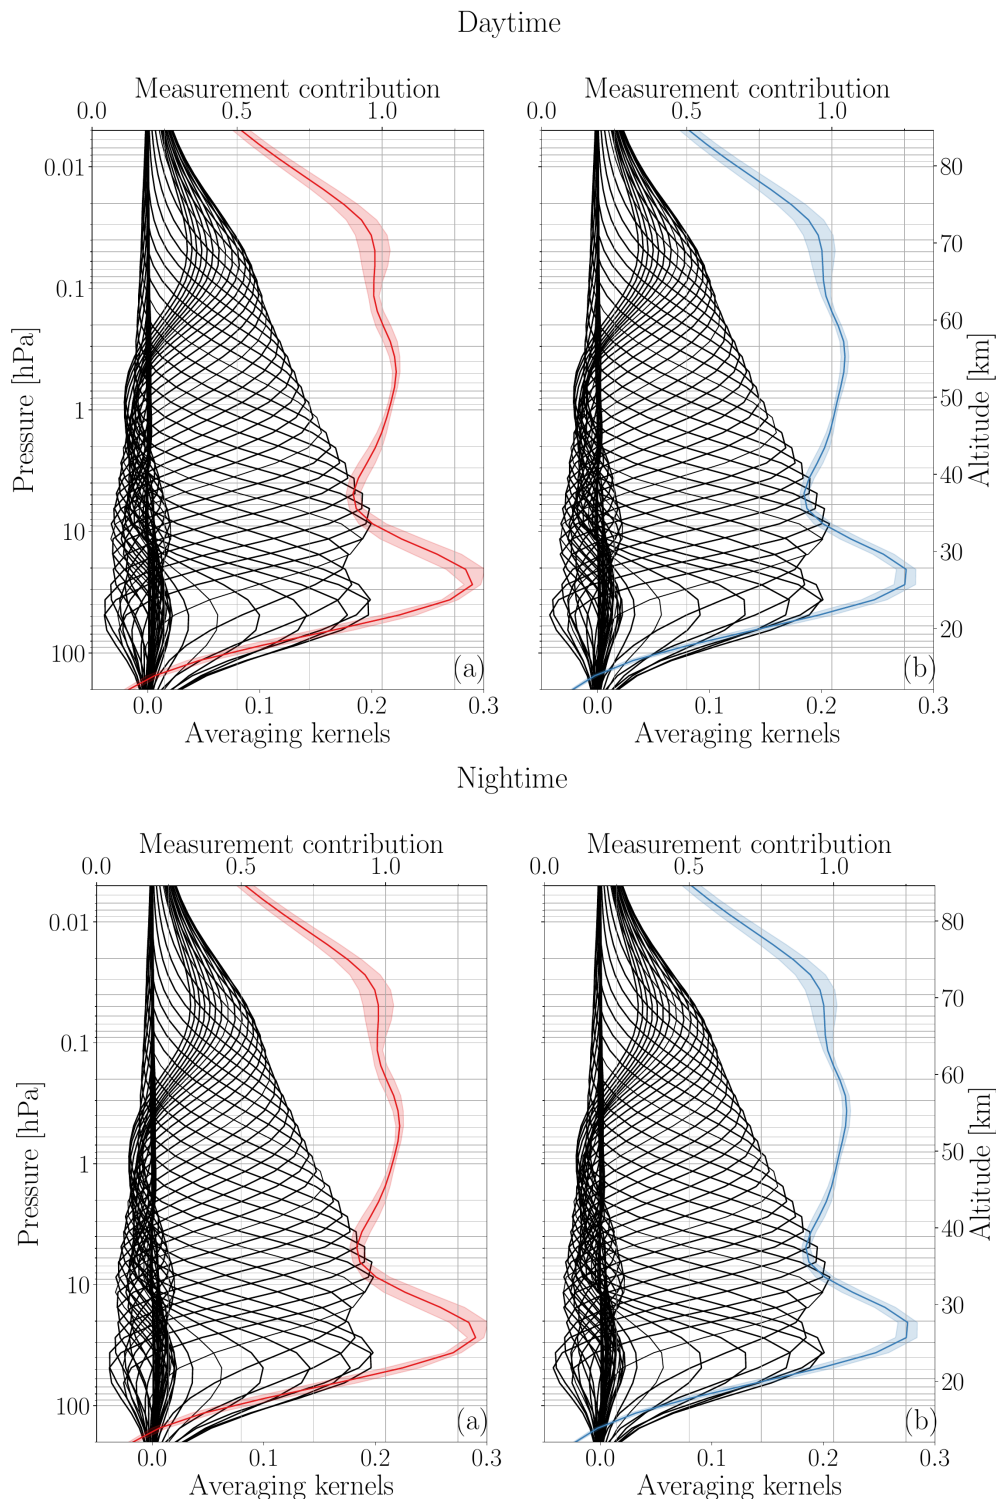 Daytime
Measurement contribution Measurement contribution
0.0 0.5 1.0 0.0 0.5 1.0
0.01 80
70
0.1
60
Pressure [hPa] Altitude [km]
1 50
40
10
30
20
100
(a) (b)
0.0 0.1 0.2 0.3 0.0 0.1 0.2 0.3
Averaging kernels Averaging kernels
Nightime
Measurement contribution Measurement contribution
0.0 0.5 1.0 0.0 0.5 1.0
0.01 80
70
0.1
60
Pressure [hPa] Altitude [km]
1 50
40
10
30
20
100
(a) (b)
0.0 0.1 0.2 0.3 0.0 0.1 0.2 0.3
Averaging kernels Averaging kernels